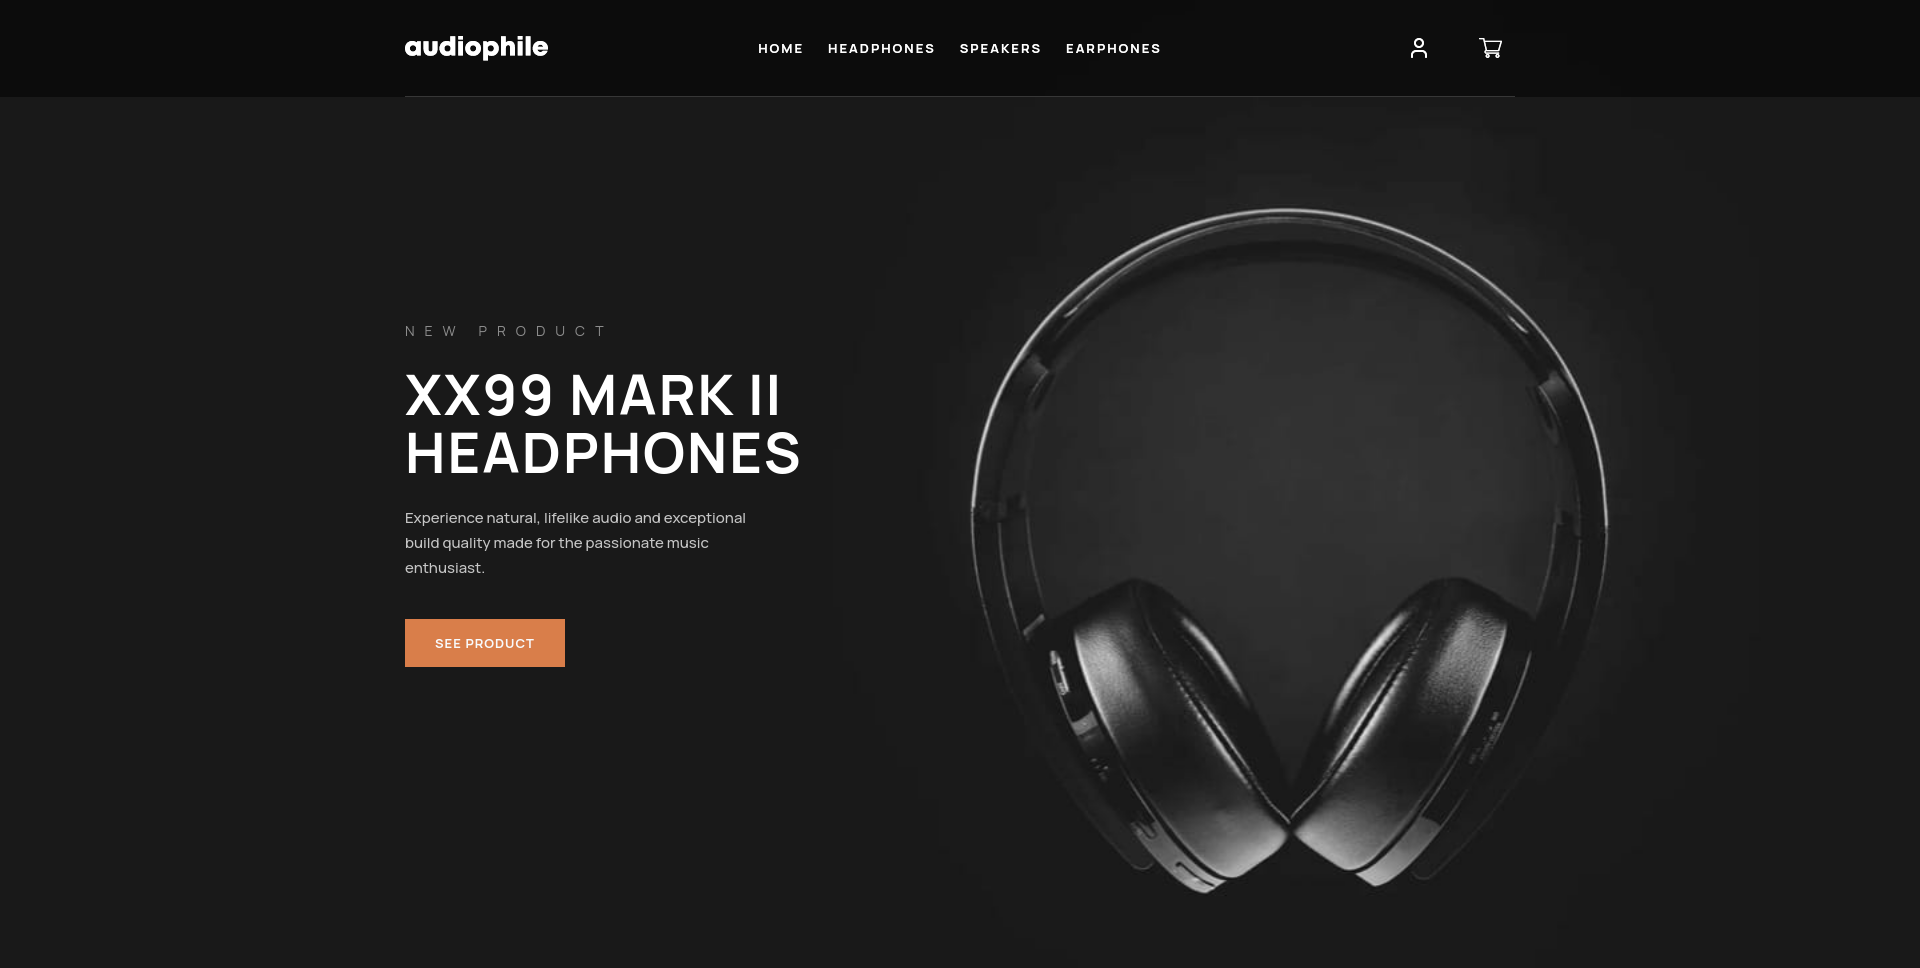 audiophile
HOME HEADPHONES SPEAKERS EARPHONES
NEW PRODUCT
XX99 MARK II
HEADPHONES
Experience natural, lifelike audio and exceptional
build quality made for the passionate music
enthusiast.
SEE PRODUCT